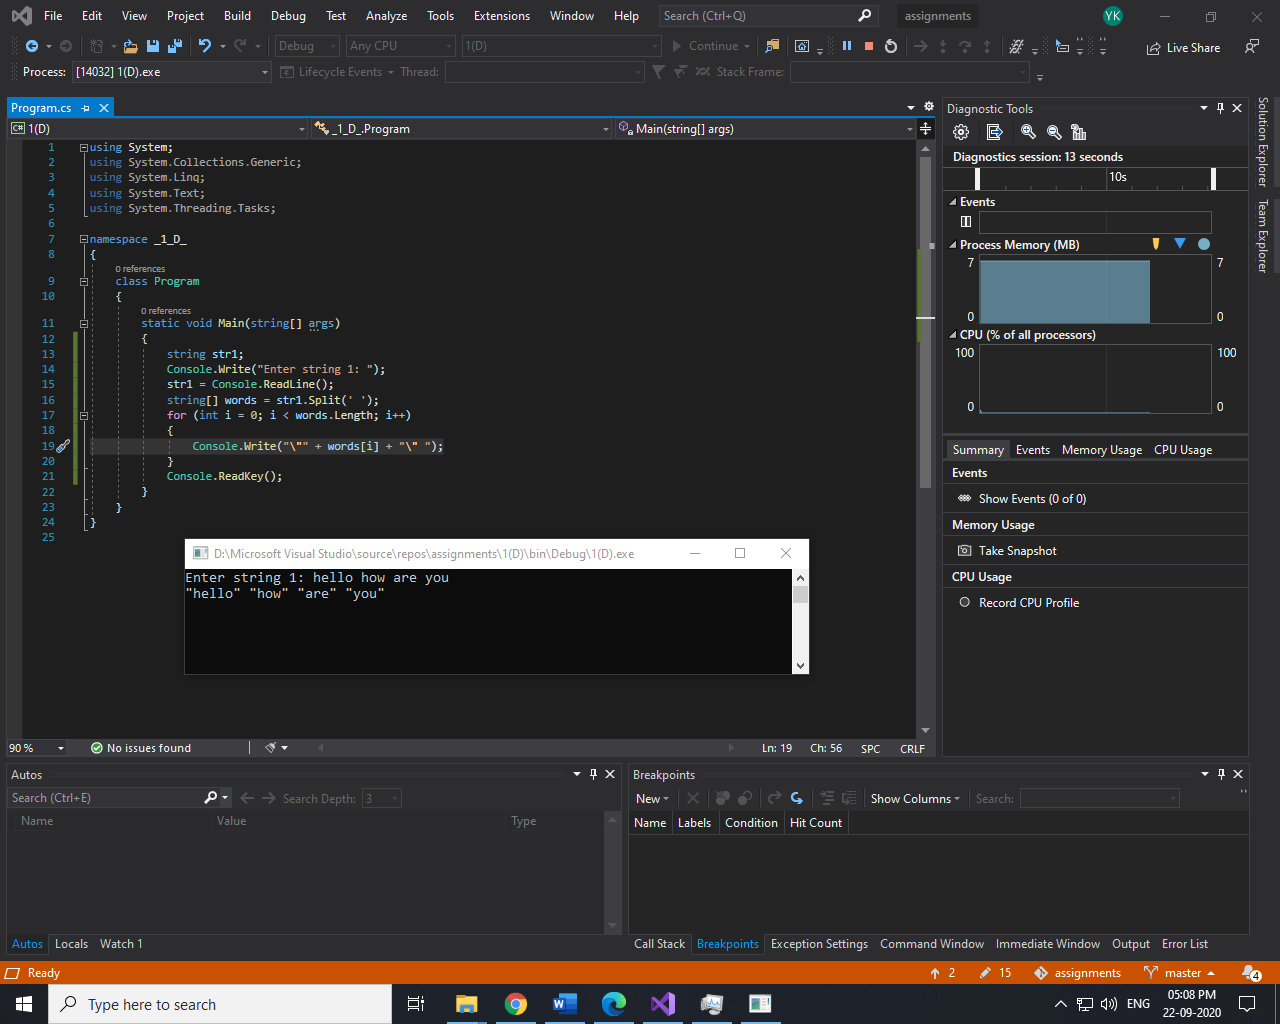 File Edit View Project Build Debug Test Analyze Tools Extensions Window Help Search (Ctrl+Q) assignments YK
Debug Any CPU 1(D) Continue Live Share
Process: [14032] 1(D).exe Lifecycle Events Thread: Stack Frame:
Program.cs
1(D) _1_D_.Program Main(string[] args)
1 using System;
2 using System.Collections.Generic;
3 using System.Linq;
4 using System.Text;
5 using System.Threading.Tasks;
6
7 namespace _1_D_
8 {
0 references
9 class Program
10 {
0 references
11 static void Main(string[] args)
12 {
13 string str1;
14 Console.Write("Enter string 1: ");
15 str1 = Console.ReadLine();
16 string[] words = str1.Split(' ');
17 for (int i = 0; i < words.Length; i++)
18 {
19 Console.Write("\"" + words[i] + "\" ");
20 }
21 Console.ReadKey();
22 }
23 }
24 }
25
D:\Microsoft Visual Studio\source\repos\assignments\1(D)\bin\Debug\1(D).exe
Enter string 1: hello how are you
"hello" "how" "are" "you"
90 % No issues found Ln: 19 Ch: 56 SPC CRLF
Diagnostic Tools
Diagnostics session: 13 seconds
10s
Events
Process Memory (MB)
7 7
0 0
CPU (% of all processors)
100 100
0 0
Summary Events Memory Usage CPU Usage
Events
Show Events (0 of 0)
Memory Usage
Take Snapshot
CPU Usage
Record CPU Profile
Solution Explorer
Team Explorer
Autos
Search (Ctrl+E) Search Depth: 3
Name Value Type
Autos Locals Watch 1
Breakpoints
New Show Columns Search:
Name Labels Condition Hit Count
Call Stack Breakpoints Exception Settings Command Window Immediate Window Output Error List
Ready 2 15 assignments master 4
Type here to search ENG 05:08 PM
22-09-2020